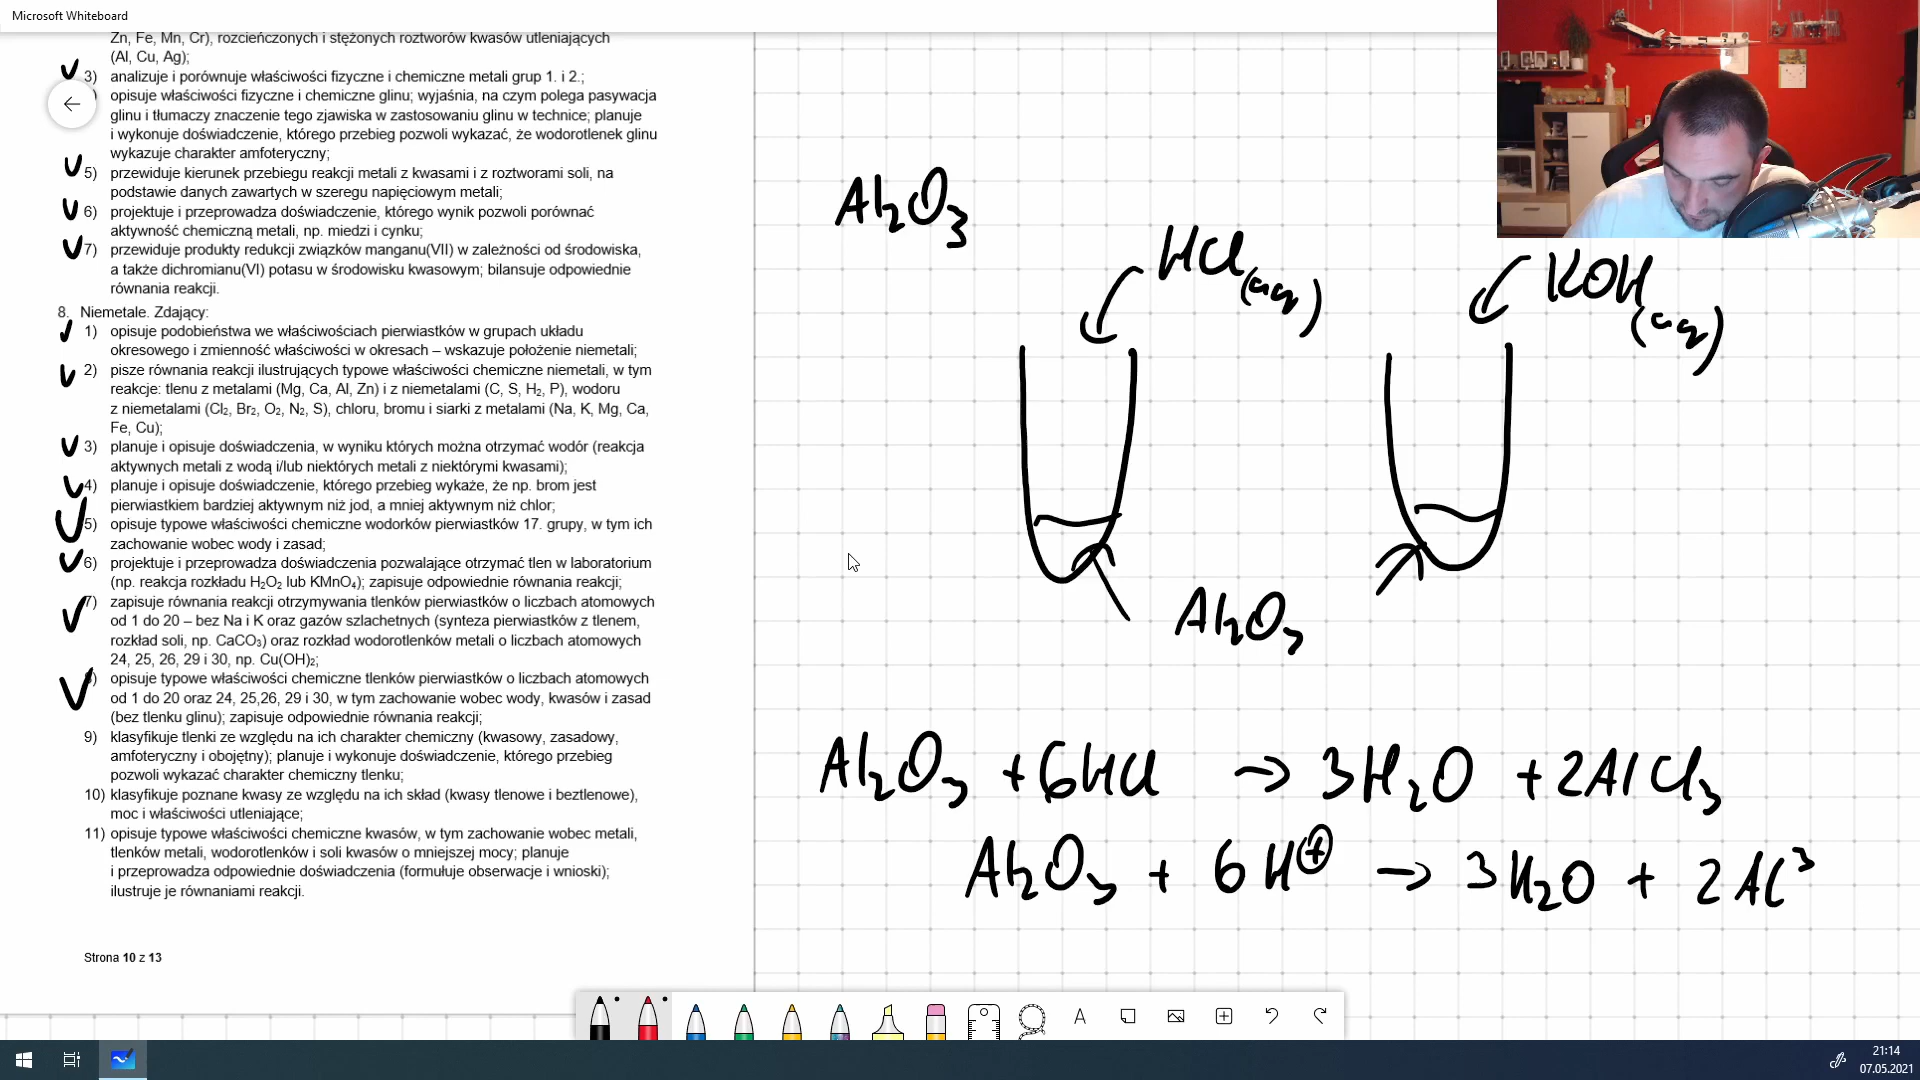 Microsoft Whiteboard
Zn, Fe, Mn, Cr), rozcieńczonych i stężonych roztworów kwasów utleniających
(Al, Cu, Ag);
3) analizuje i porównuje właściwości fizyczne i chemiczne metali grup 1. i 2.;
opisuje właściwości fizyczne i chemiczne glinu; wyjaśnia, na czym polega pasywacja
glinu i tłumaczy znaczenie tego zjawiska w zastosowaniu glinu w technice; planuje
i wykonuje doświadczenie, którego przebieg pozwoli wykazać, że wodorotlenek glinu
wykazuje charakter amfoteryczny;
5) przewiduje kierunek przebiegu reakcji metali z kwasami i z roztworami soli, na
podstawie danych zawartych w szeregu napięciowym metali;
6) projektuje i przeprowadza doświadczenie, którego wynik pozwoli porównać
aktywność chemiczną metali, np. miedzi i cynku;
7) przewiduje produkty redukcji związków manganu(VII) w zależności od środowiska,
a także dichromianu(VI) potasu w środowisku kwasowym; bilansuje odpowiednie
równania reakcji.
8. Niemetale. Zdający:
1) opisuje podobieństwa we właściwościach pierwiastków w grupach układu
okresowego i zmienność właściwości w okresach – wskazuje położenie niemetali;
2) pisze równania reakcji ilustrujących typowe właściwości chemiczne niemetali, w tym
reakcje: tlenu z metalami (Mg, Ca, Al, Zn) i z niemetalami (C, S, H₂, P), wodoru
z niemetalami (Cl₂, Br₂, O₂, N₂, S), chloru, bromu i siarki z metalami (Na, K, Mg, Ca,
Fe, Cu);
3) planuje i opisuje doświadczenia, w wyniku których można otrzymać wodór (reakcja
aktywnych metali z wodą i/lub niektórych metali z niektórymi kwasami);
4) planuje i opisuje doświadczenie, którego przebieg wykaże, że np. brom jest
pierwiastkiem bardziej aktywnym niż jod, a mniej aktywnym niż chlor;
5) opisuje typowe właściwości chemiczne wodorków pierwiastków 17. grupy, w tym ich
zachowanie wobec wody i zasad;
6) projektuje i przeprowadza doświadczenia pozwalające otrzymać tlen w laboratorium
(np. reakcja rozkładu H₂O₂ lub KMnO₄); zapisuje odpowiednie równania reakcji;
7) zapisuje równania reakcji otrzymywania tlenków pierwiastków o liczbach atomowych
od 1 do 20 – bez Na i K oraz gazów szlachetnych (synteza pierwiastków z tlenem,
rozkład soli, np. CaCO₃) oraz rozkład wodorotlenków metali o liczbach atomowych
24, 25, 26, 29 i 30, np. Cu(OH)₂;
8) opisuje typowe właściwości chemiczne tlenków pierwiastków o liczbach atomowych
od 1 do 20 oraz 24, 25,26, 29 i 30, w tym zachowanie wobec wody, kwasów i zasad
(bez tlenku glinu); zapisuje odpowiednie równania reakcji;
9) klasyfikuje tlenki ze względu na ich charakter chemiczny (kwasowy, zasadowy,
amfoteryczny i obojętny); planuje i wykonuje doświadczenie, którego przebieg
pozwoli wykazać charakter chemiczny tlenku;
10) klasyfikuje poznane kwasy ze względu na ich skład (kwasy tlenowe i beztlenowe),
moc i właściwości utleniające;
11) opisuje typowe właściwości chemiczne kwasów, w tym zachowanie wobec metali,
tlenków metali, wodorotlenków i soli kwasów o mniejszej mocy; planuje
i przeprowadza odpowiednie doświadczenia (formułuje obserwacje i wnioski);
ilustruje je równaniami reakcji.
Strona 10 z 13
Al₂O₃
HCl(aq)
KOH(aq)
Al₂O₃
Al₂O₃ + 6HCl → 3H₂O + 2AlCl₃
Al₂O₃ + 6H⊕ → 3H₂O + 2Al³
A
21:14
07.05.2021